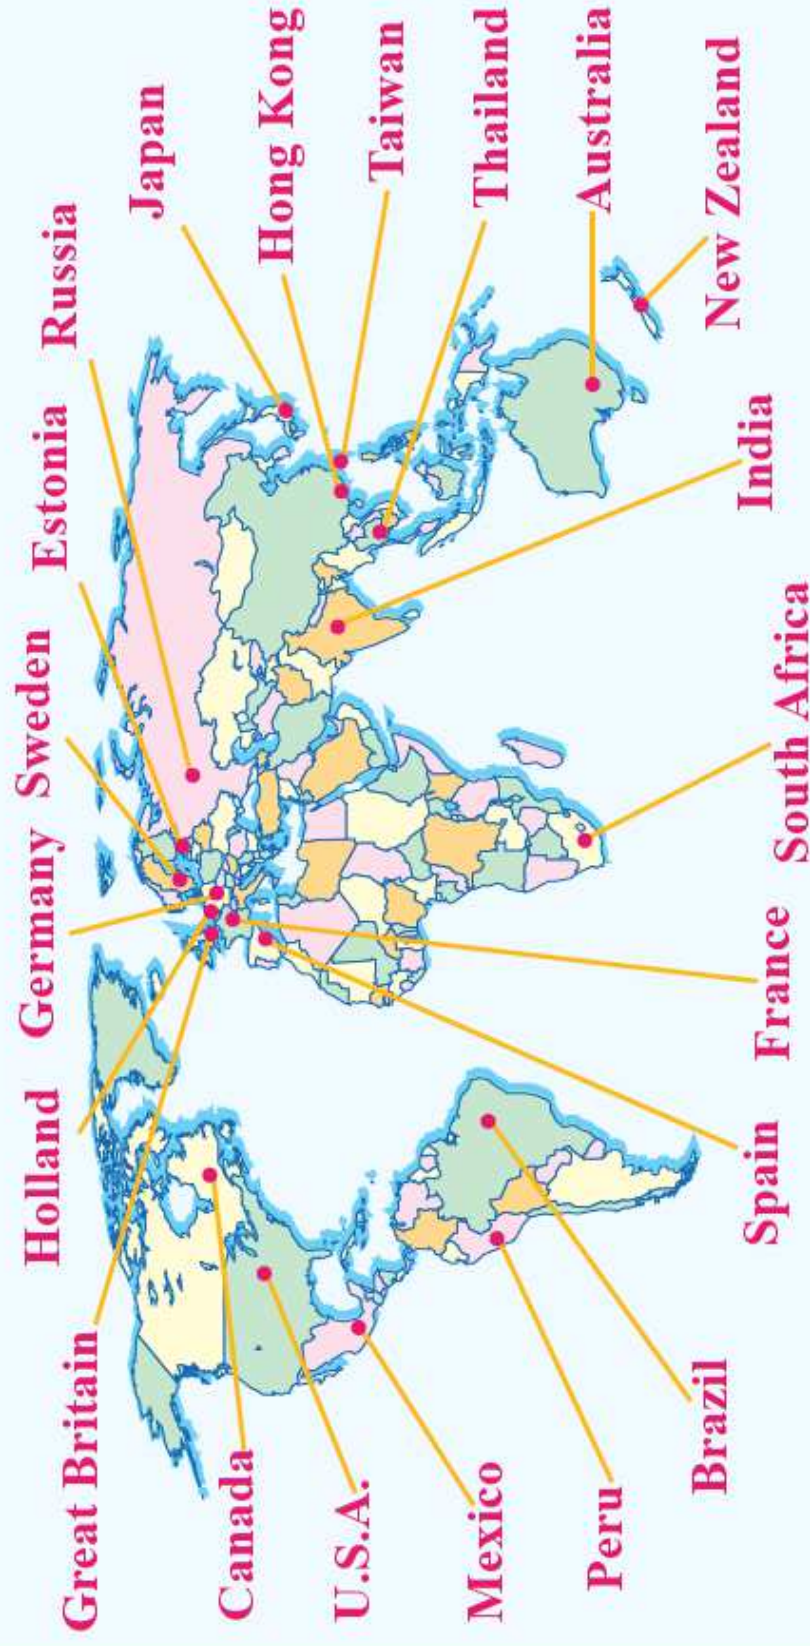 Great Britain
Holland
Germany
Sweden
Estonia
Russia
Japan
Hong Kong
Taiwan
Thailand
Australia
New Zealand
India
South Africa
France
Spain
Brazil
Peru
Mexico
U.S.A.
Canada